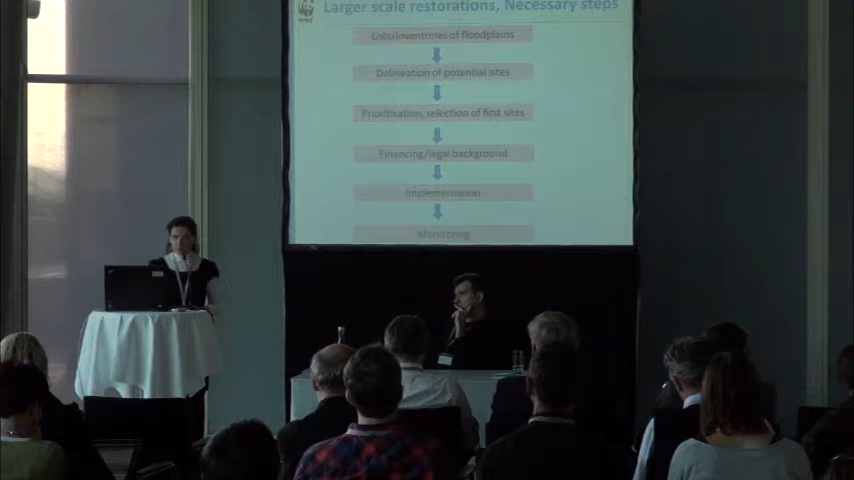 WWF
Larger scale restorations, Necessary steps
Lists/inventories of floodplains
Delineation of potential sites
Prioritisation, selection of first sites
Financing/legal background
Implementation
Monitoring